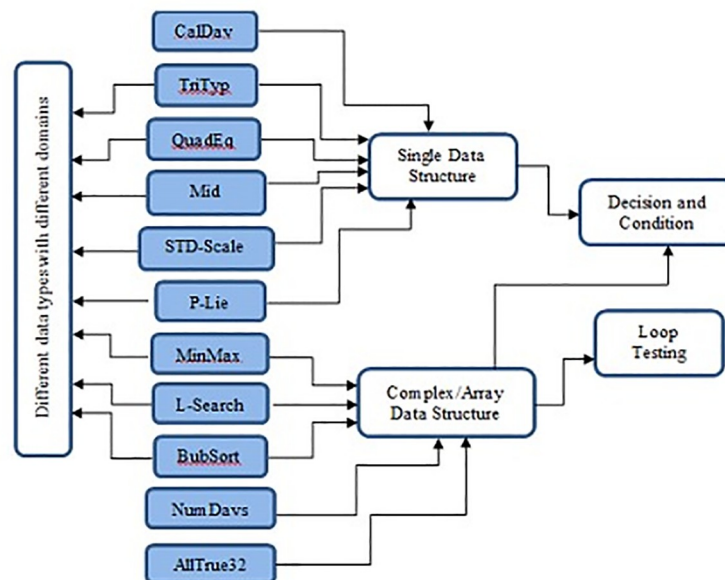 Different data types with different domains
CalDay
TriTyp
QuadEq
Mid
STD-Scale
P-Lie
MinMax
L-Search
BubSort
NumDays
AllTrue32
Single Data
Structure
Complex/Array
Data Structure
Decision and
Condition
Loop
Testing